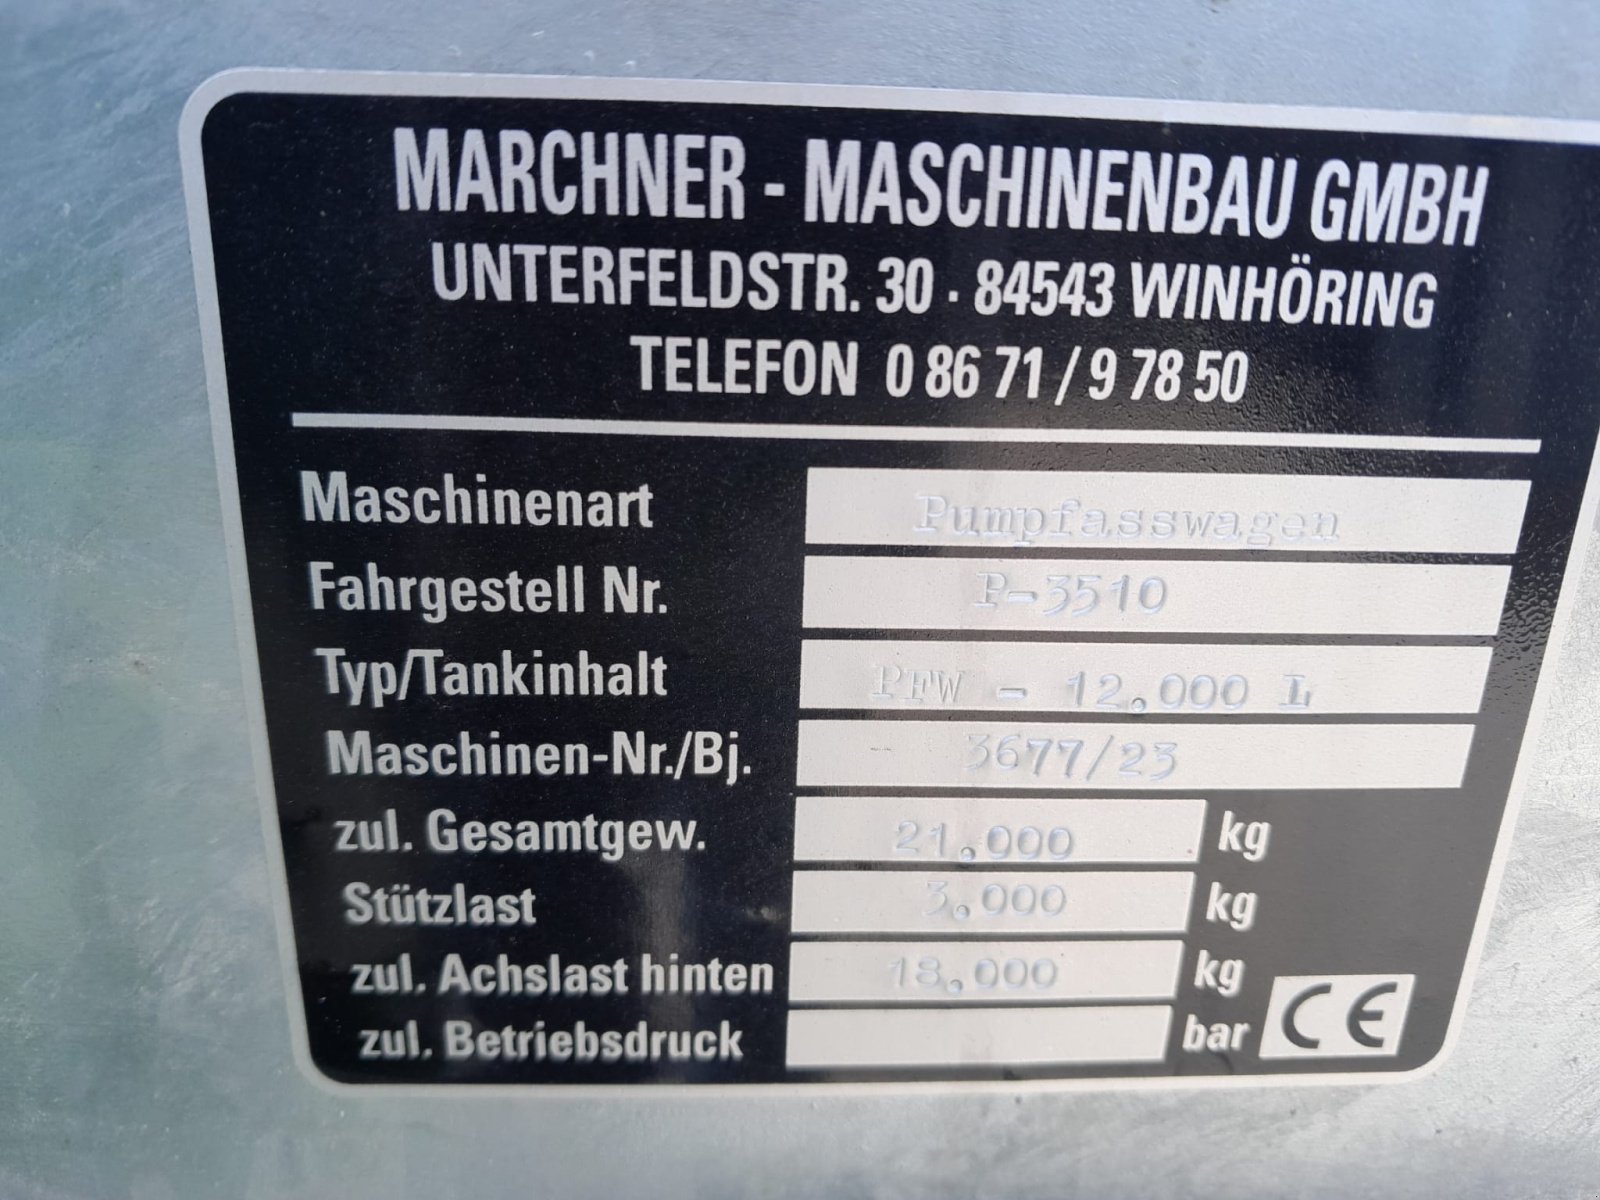 MARCHNER - MASCHINENBAU GMBH
UNTERFELDSTR. 30 · 84543 WINHÖRING
TELEFON 0 86 71 / 9 78 50
Maschinenart Pumpfasswagen
Fahrgestell Nr. P-3510
Typ/Tankinhalt PFW - 12.000 L
Maschinen-Nr./Bj. 3677/23
zul. Gesamtgew. 21.000 kg
Stützlast 3.000 kg
zul. Achslast hinten 18.000 kg
zul. Betriebsdruck bar CE